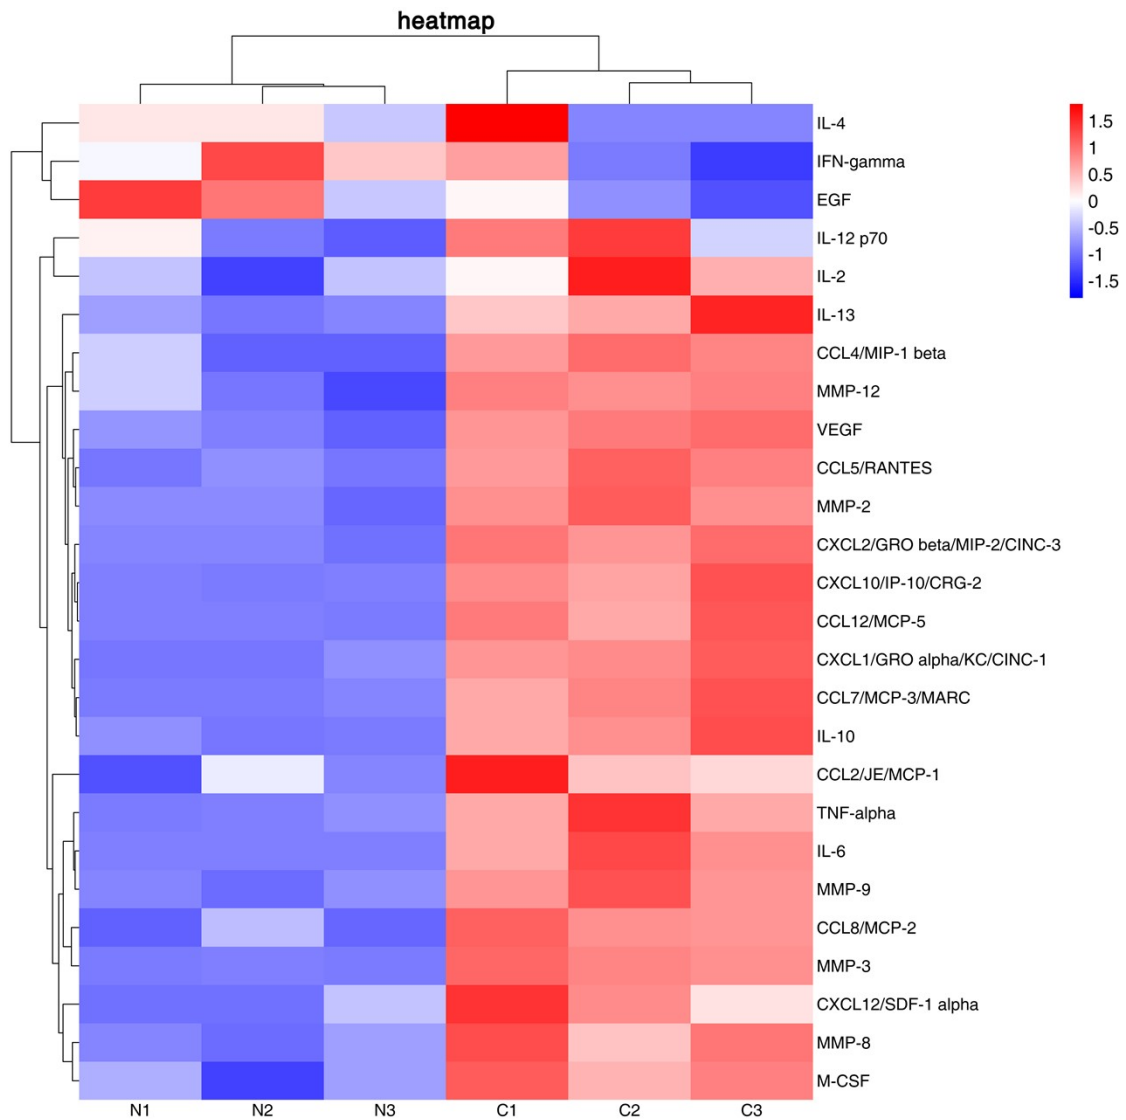 heatmap
IL-4
IFN-gamma
EGF
IL-12 p70
IL-2
IL-13
CCL4/MIP-1 beta
MMP-12
VEGF
CCL5/RANTES
MMP-2
CXCL2/GRO beta/MIP-2/CINC-3
CXCL10/IP-10/CRG-2
CCL12/MCP-5
CXCL1/GRO alpha/KC/CINC-1
CCL7/MCP-3/MARC
IL-10
CCL2/JE/MCP-1
TNF-alpha
IL-6
MMP-9
CCL8/MCP-2
MMP-3
CXCL12/SDF-1 alpha
MMP-8
M-CSF
N1 N2 N3 C1 C2 C3
1.5
1
0.5
0
-0.5
-1
-1.5